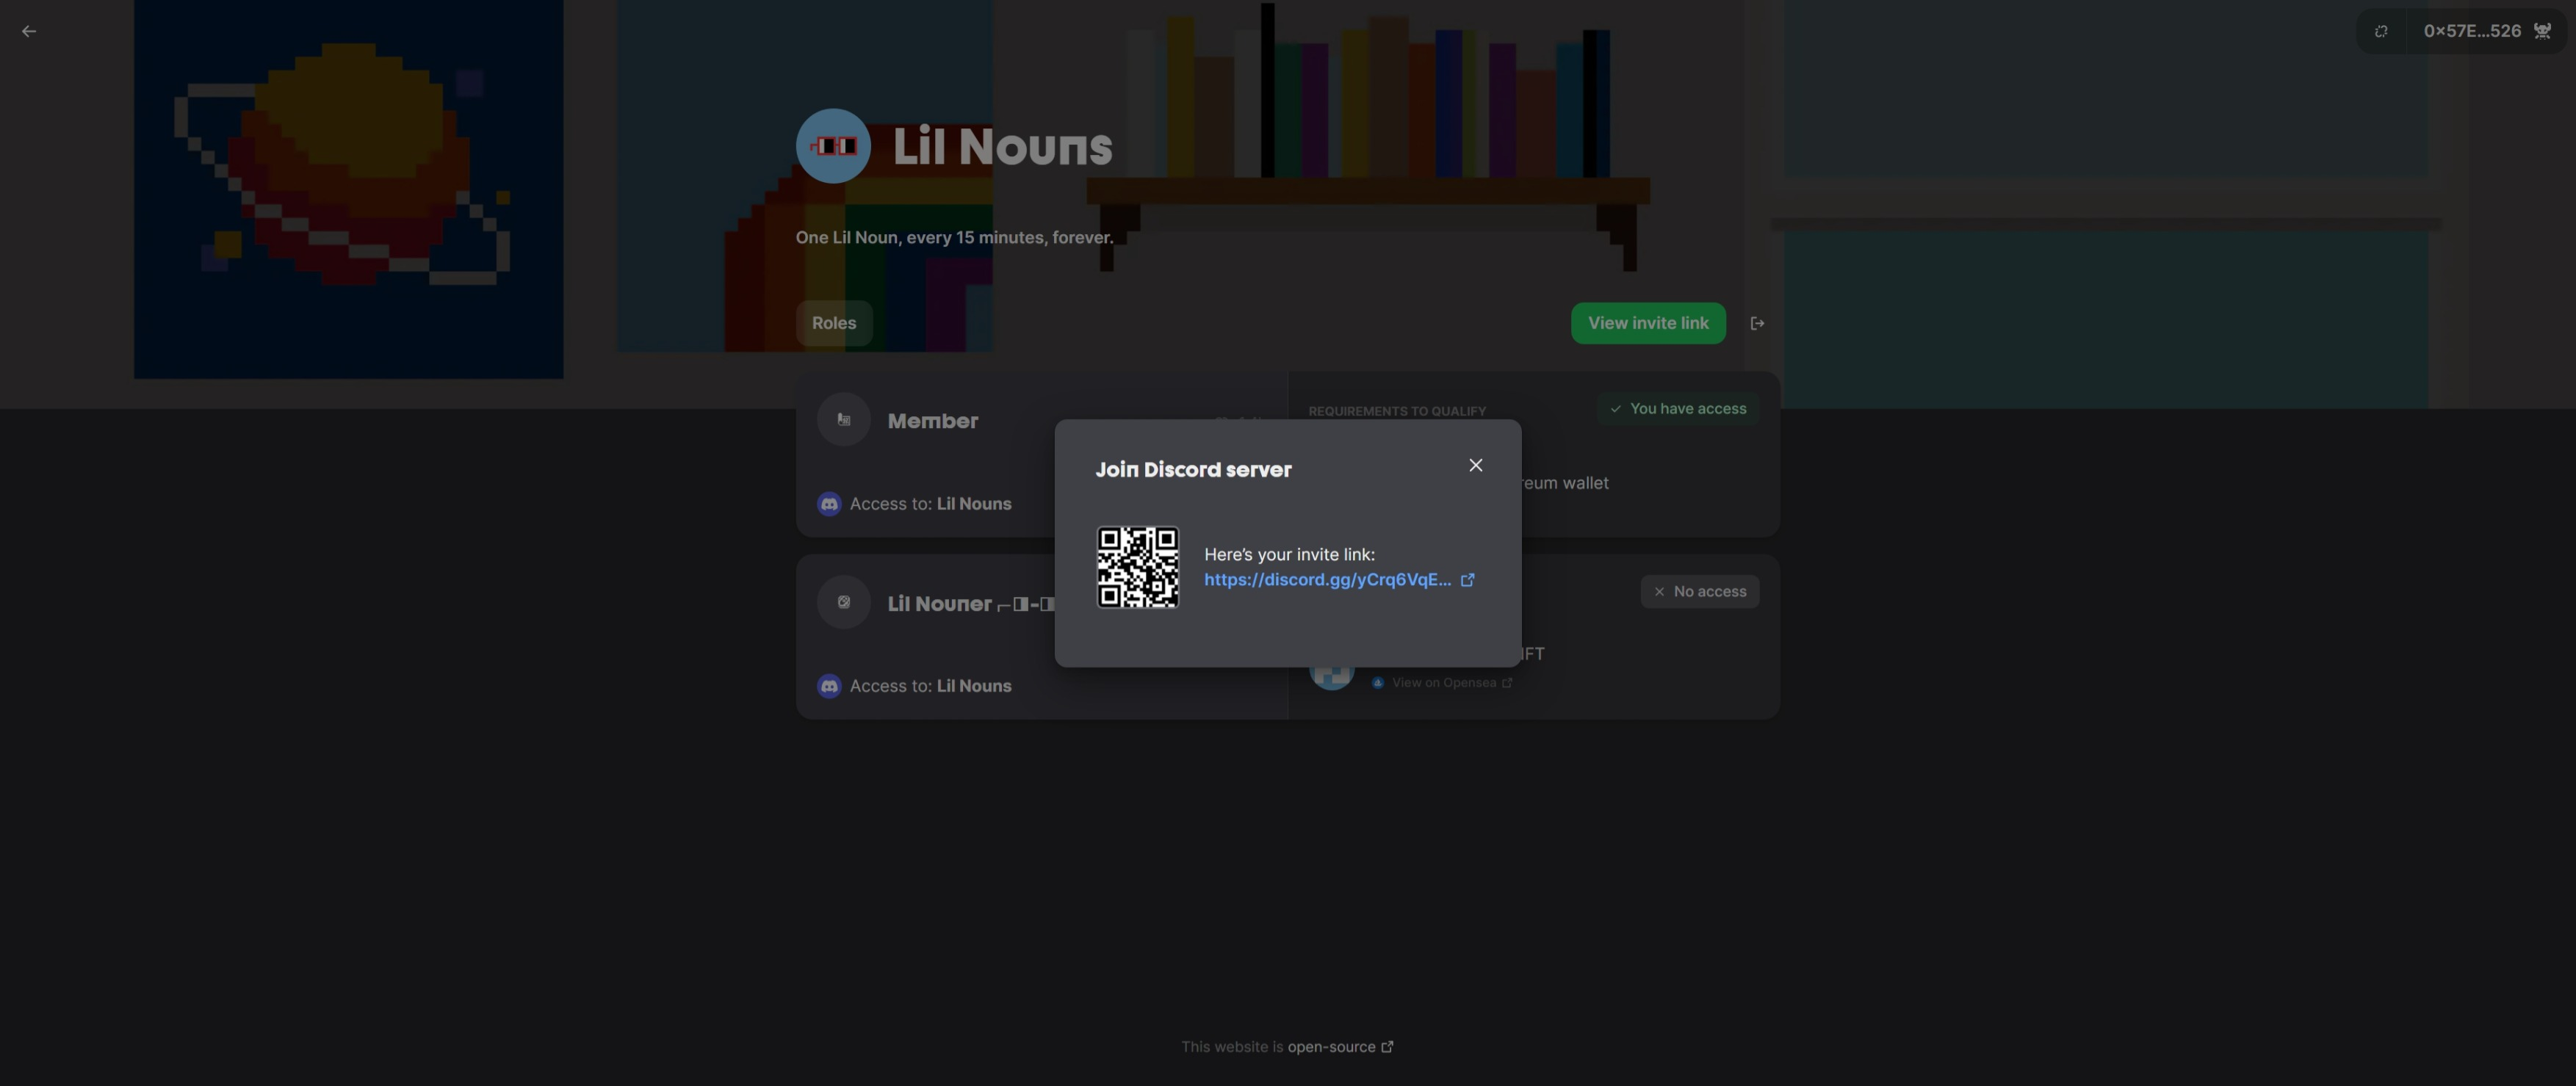 0x57E...526
Lil Nouns
One Lil Noun, every 15 minutes, forever.
Roles
View invite link
Member
REQUIREMENTS TO QUALIFY
You have access
Join Discord server
eum wallet
Access to: Lil Nouns
Here's your invite link:
https://discord.gg/yCrq6VqE...
Lil Nouner ⌐◨-◨
No access
FT
Access to: Lil Nouns
View on Opensea
This website is open-source